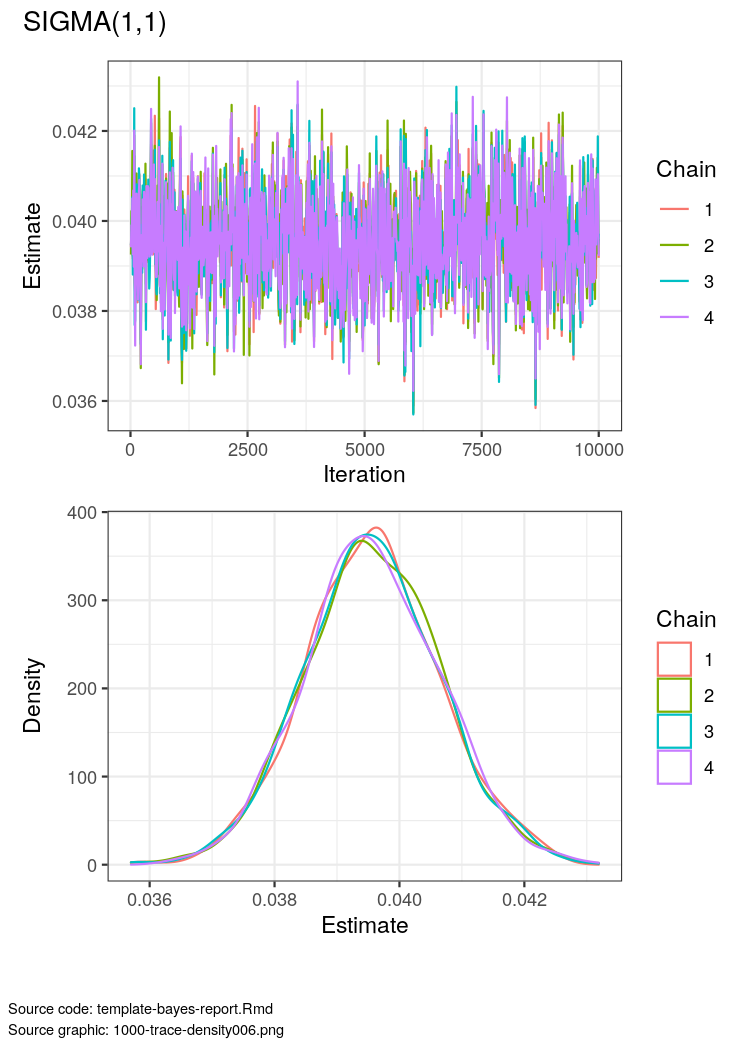 SIGMA(1,1)
0.042
0.040
0.038
0.036
Estimate
0 2500 5000 7500 10000
Iteration
Chain
1
2
3
4
400
300
200
100
0
Density
0.036 0.038 0.040 0.042
Estimate
Chain
1
2
3
4
Source code: template-bayes-report.Rmd
Source graphic: 1000-trace-density006.png